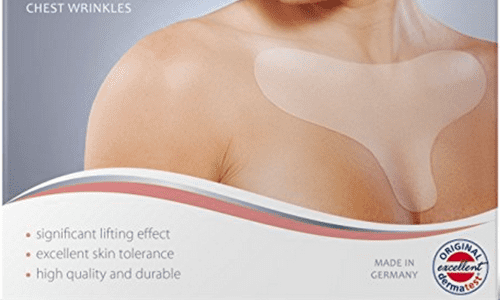 CHEST WRINKLES
• significant lifting effect
• excellent skin tolerance
• high quality and durable
MADE IN
GERMANY
ORIGINAL
excellent
dermatest®